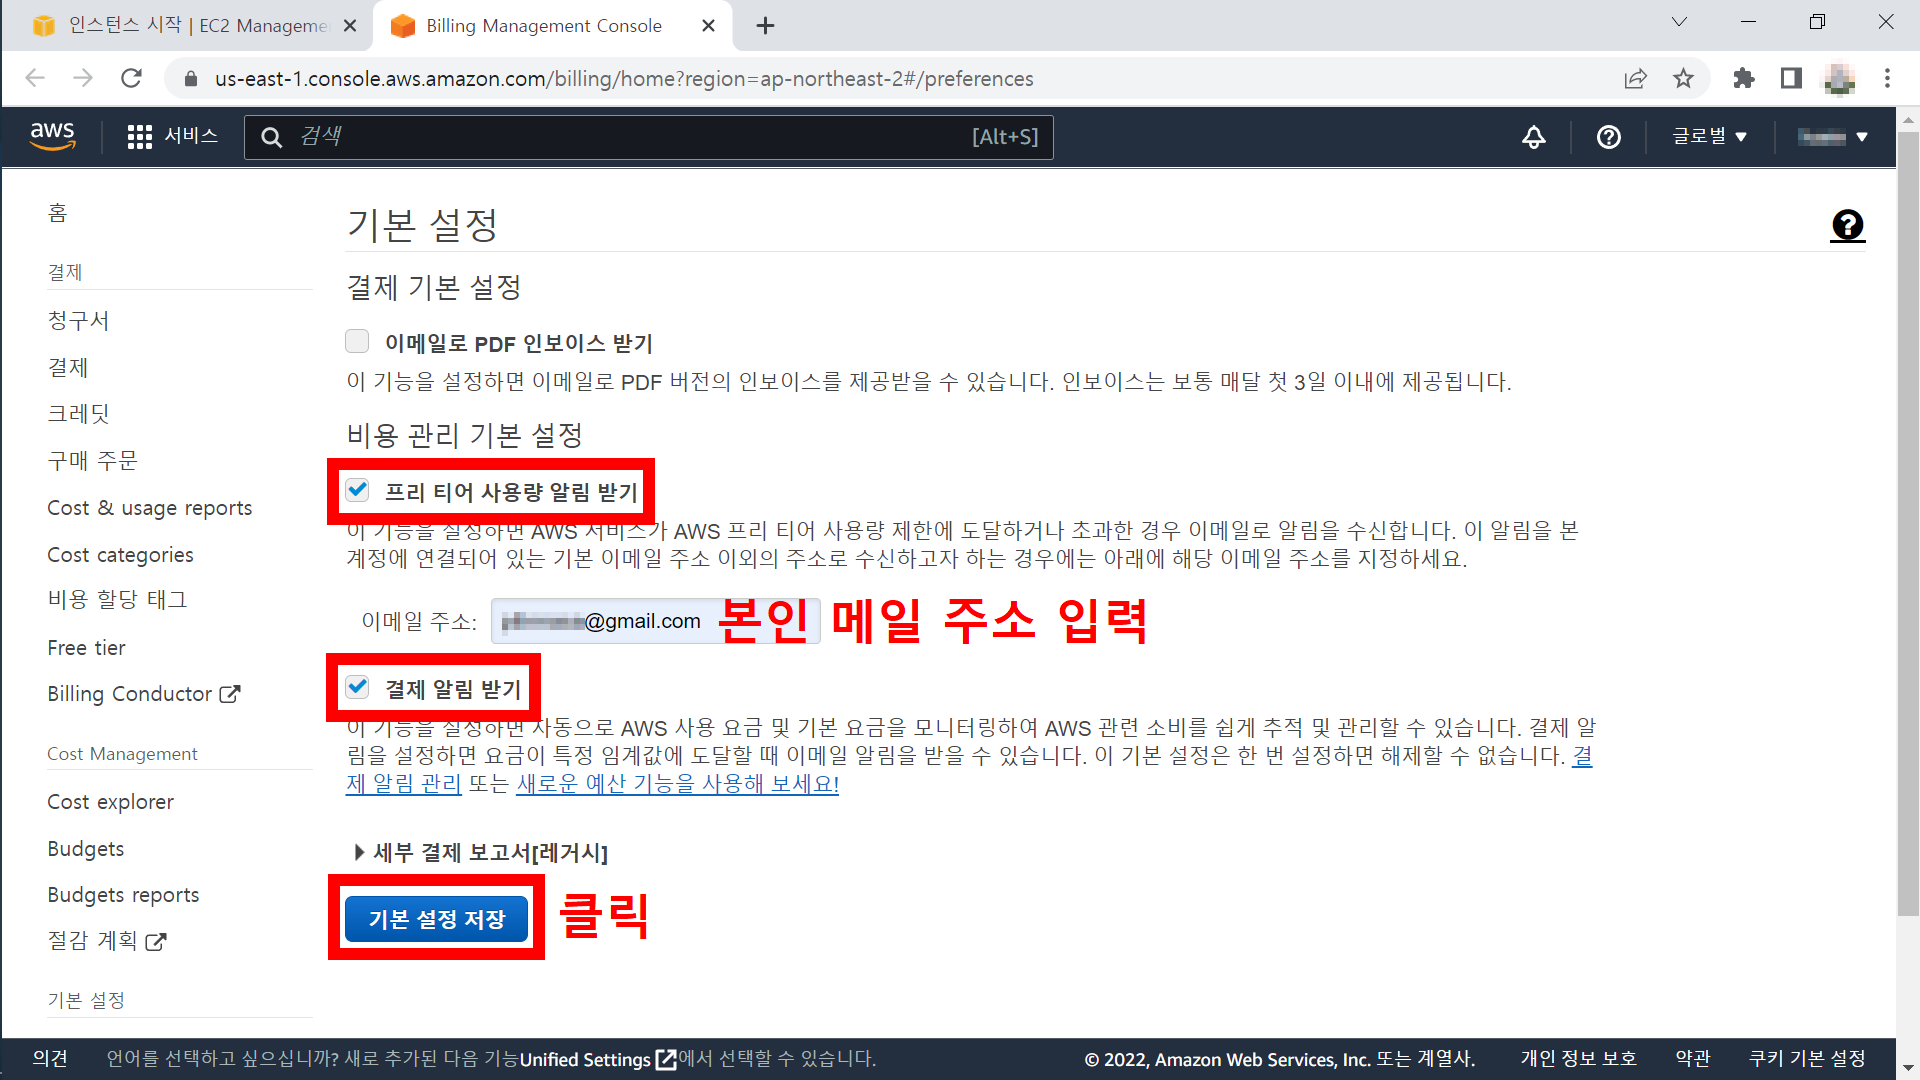 인스턴스 시작 | EC2 Manageme
Billing Management Console
us-east-1.console.aws.amazon.com/billing/home?region=ap-northeast-2#/preferences
aws
서비스
검색
[Alt+S]
글로벌
홈
결제
청구서
결제
크레딧
구매 주문
Cost & usage reports
Cost categories
비용 할당 태그
Free tier
Billing Conductor
Cost Management
Cost explorer
Budgets
Budgets reports
절감 계획
기본 설정
기본 설정
결제 기본 설정
이메일로 PDF 인보이스 받기
이 기능을 설정하면 이메일로 PDF 버전의 인보이스를 제공받을 수 있습니다. 인보이스는 보통 매달 첫 3일 이내에 제공됩니다.
비용 관리 기본 설정
프리 티어 사용량 알림 받기
이 기능을 설정하면 AWS 서비스가 AWS 프리 티어 사용량 제한에 도달하거나 초과한 경우 이메일로 알림을 수신합니다. 이 알림을 본
계정에 연결되어 있는 기본 이메일 주소 이외의 주소로 수신하고자 하는 경우에는 아래에 해당 이메일 주소를 지정하세요.
이메일 주소: @gmail.com 본인 메일 주소 입력
결제 알림 받기
이 기능을 설정하면 자동으로 AWS 사용 요금 및 기본 요금을 모니터링하여 AWS 관련 소비를 쉽게 추적 및 관리할 수 있습니다. 결제 알
림을 설정하면 요금이 특정 임계값에 도달할 때 이메일 알림을 받을 수 있습니다. 이 기본 설정은 한 번 설정하면 해제할 수 없습니다. 결
제 알림 관리 또는 새로운 예산 기능을 사용해 보세요!
세부 결제 보고서[레거시]
기본 설정 저장 클릭
의견 언어를 선택하고 싶으십니까? 새로 추가된 다음 기능Unified Settings에서 선택할 수 있습니다. © 2022, Amazon Web Services, Inc. 또는 계열사. 개인 정보 보호 약관 쿠키 기본 설정